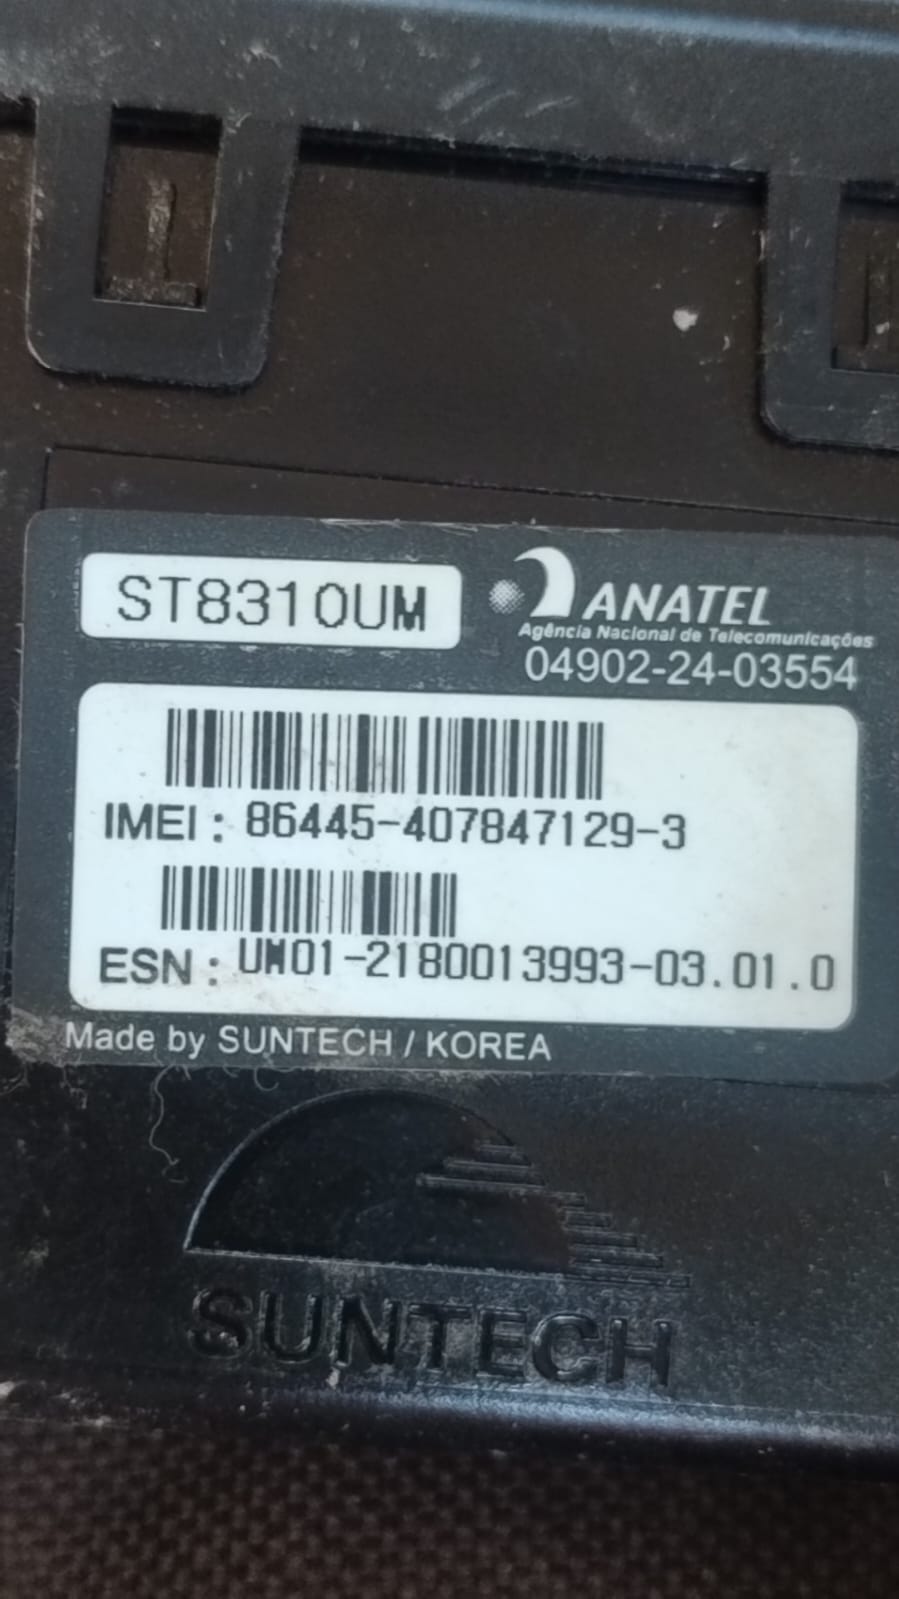 ST8310UM
ANATEL
Agência Nacional de Telecomunicações
04902-24-03554
IMEI : 86445-407847129-3
ESN : UM01-2180013993-03.01.0
Made by SUNTECH / KOREA
SUNTECH